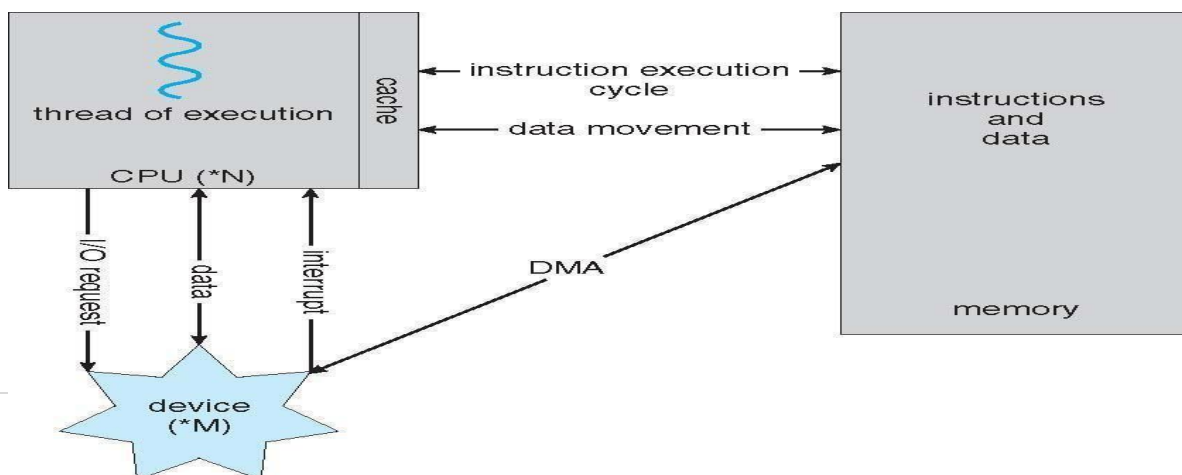 thread of execution
CPU (*N)
cache
instruction execution
cycle
data movement
instructions
and
data
memory
I/O request
data
interrupt
DMA
device
(*M)